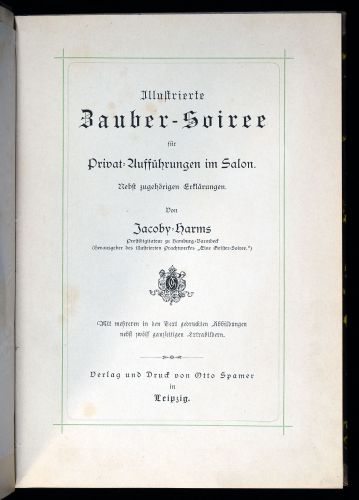 Illustrierte
Zauber-Soiree
für
Privat-Aufführungen im Salon.
Nebst zugehörigen Erklärungen.
Von
Jacoby-Harms
Prestidigitateur zu Hamburg-Barmbeck
(Herausgeber des illustrierten Prachtwerkes „Eine Geister-Soiree.“)
Mit mehreren in den Text gedruckten Abbildungen
nebst zwölf ganzseitigen Extrabildern.
Verlag und Druck von Otto Spamer
in
Leipzig.